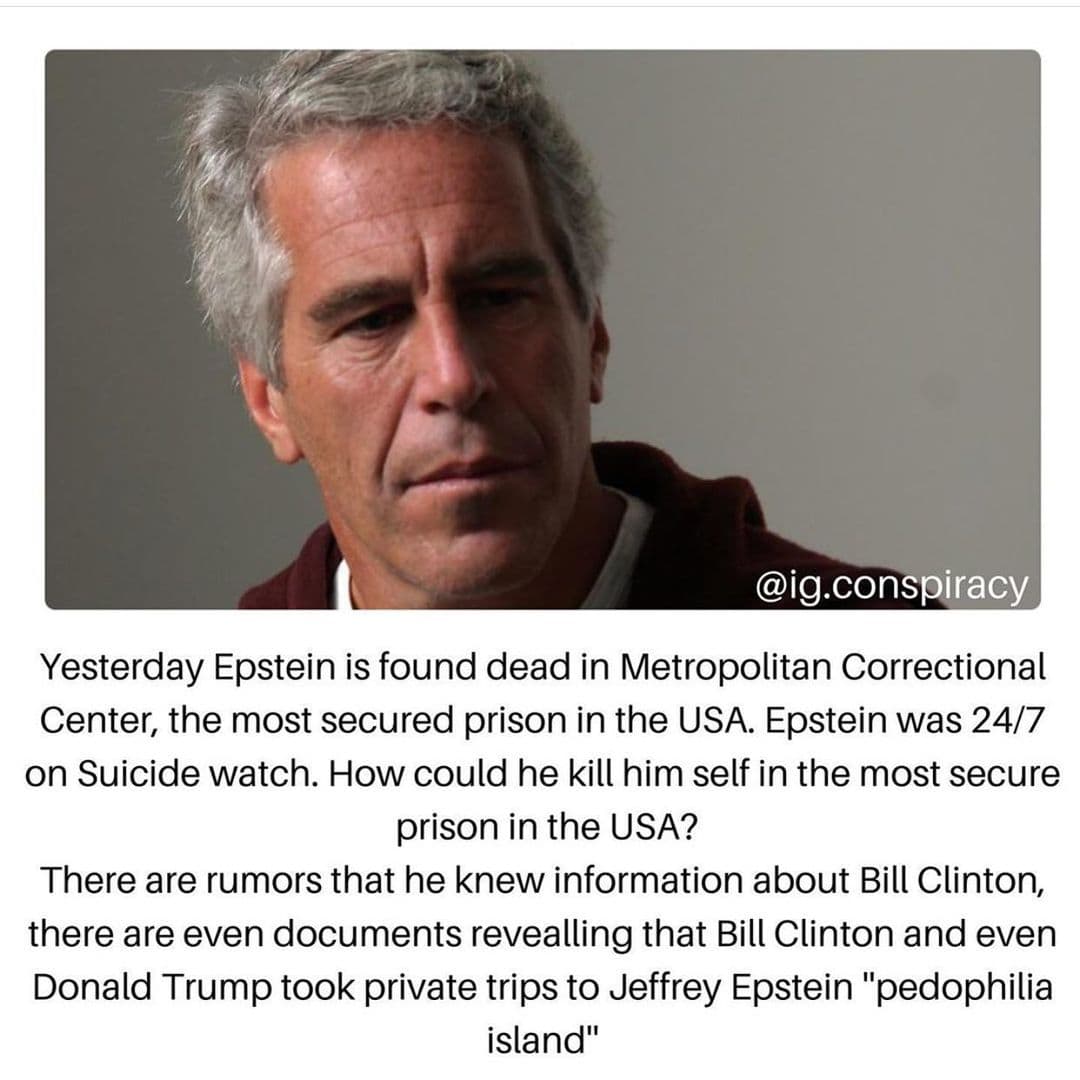 @ig.conspiracy
Yesterday Epstein is found dead in Metropolitan Correctional
Center, the most secured prison in the USA. Epstein was 24/7
on Suicide watch. How could he kill him self in the most secure
prison in the USA?
There are rumors that he knew information about Bill Clinton,
there are even documents revealling that Bill Clinton and even
Donald Trump took private trips to Jeffrey Epstein "pedophilia
island"